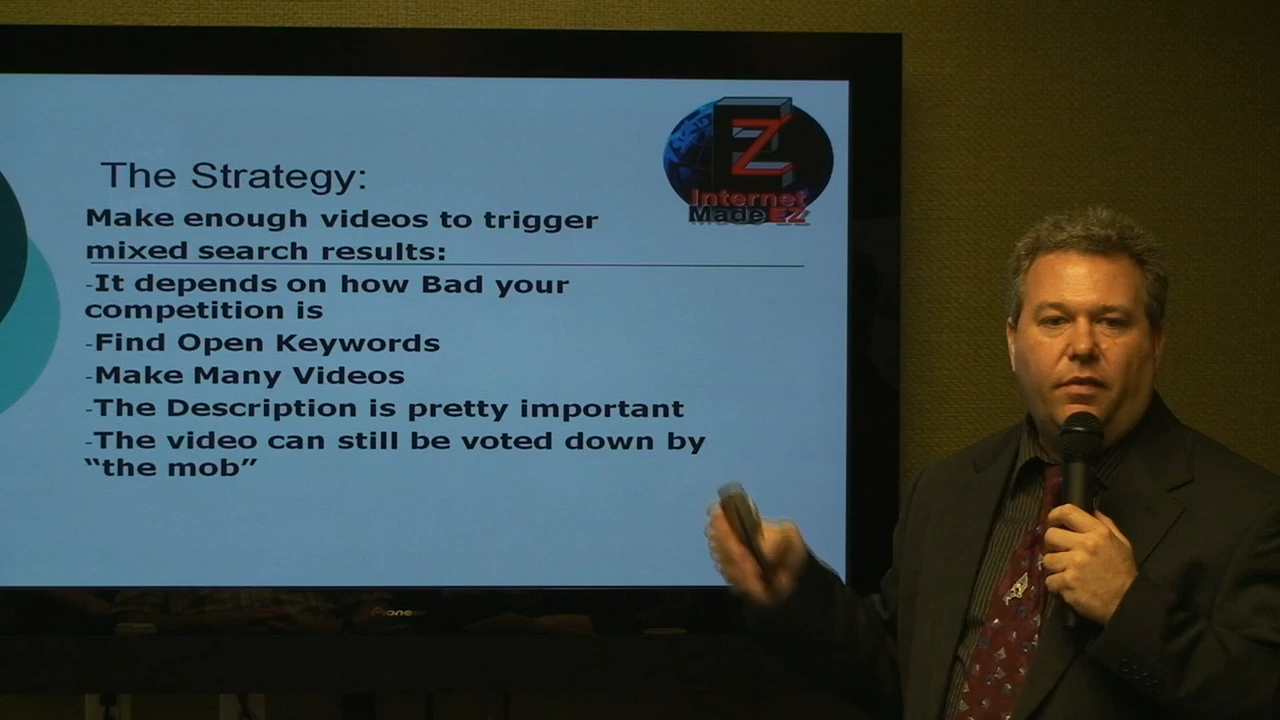 EZ
Internet
Made EZ
The Strategy:
Make enough videos to trigger
mixed search results:
-It depends on how Bad your
competition is
-Find Open Keywords
-Make Many Videos
-The Description is pretty important
-The video can still be voted down by
“the mob”
Pioneer